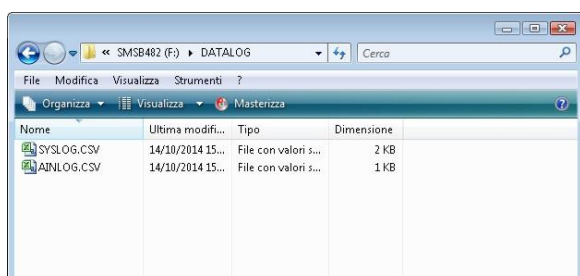 « SMSB482 (F:) ▸ DATALOG Cerca
File Modifica Visualizza Strumenti ?
Organizza Visualizza Masterizza ?
Nome Ultima modifi... Tipo Dimensione
SYSLOG.CSV 14/10/2014 15... File con valori s... 2 KB
AINLOG.CSV 14/10/2014 15... File con valori s... 1 KB